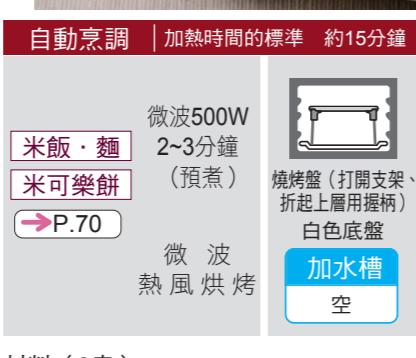 自動烹調 | 加熱時間的標準 約15分鐘
米飯・麵
米可樂餅
➔P.70
微波500W
2~3分鐘
（預煮）
微 波
熱 風 烘 烤
燒烤盤（打開支架、
折起上層用握柄）
白色底盤
加水槽
空